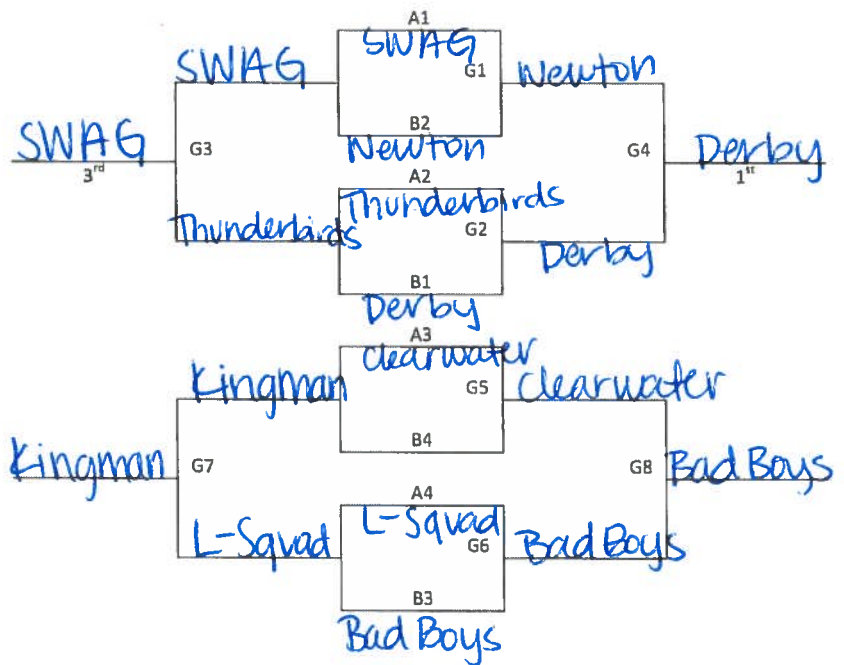 A1
SWAG
SWAG G1 Newton
B2
SWAG Newton
3rd G3 G4 Derby
1st
A2
Thunderbirds
Thunderbirds G2
Derby
B1
Derby
A3
Clearwater
Kingman G5 Clearwater
B4
Kingman G7 G8 Bad Boys
A4
L-Squad
L-Squad G6 Bad Boys
B3
Bad Boys